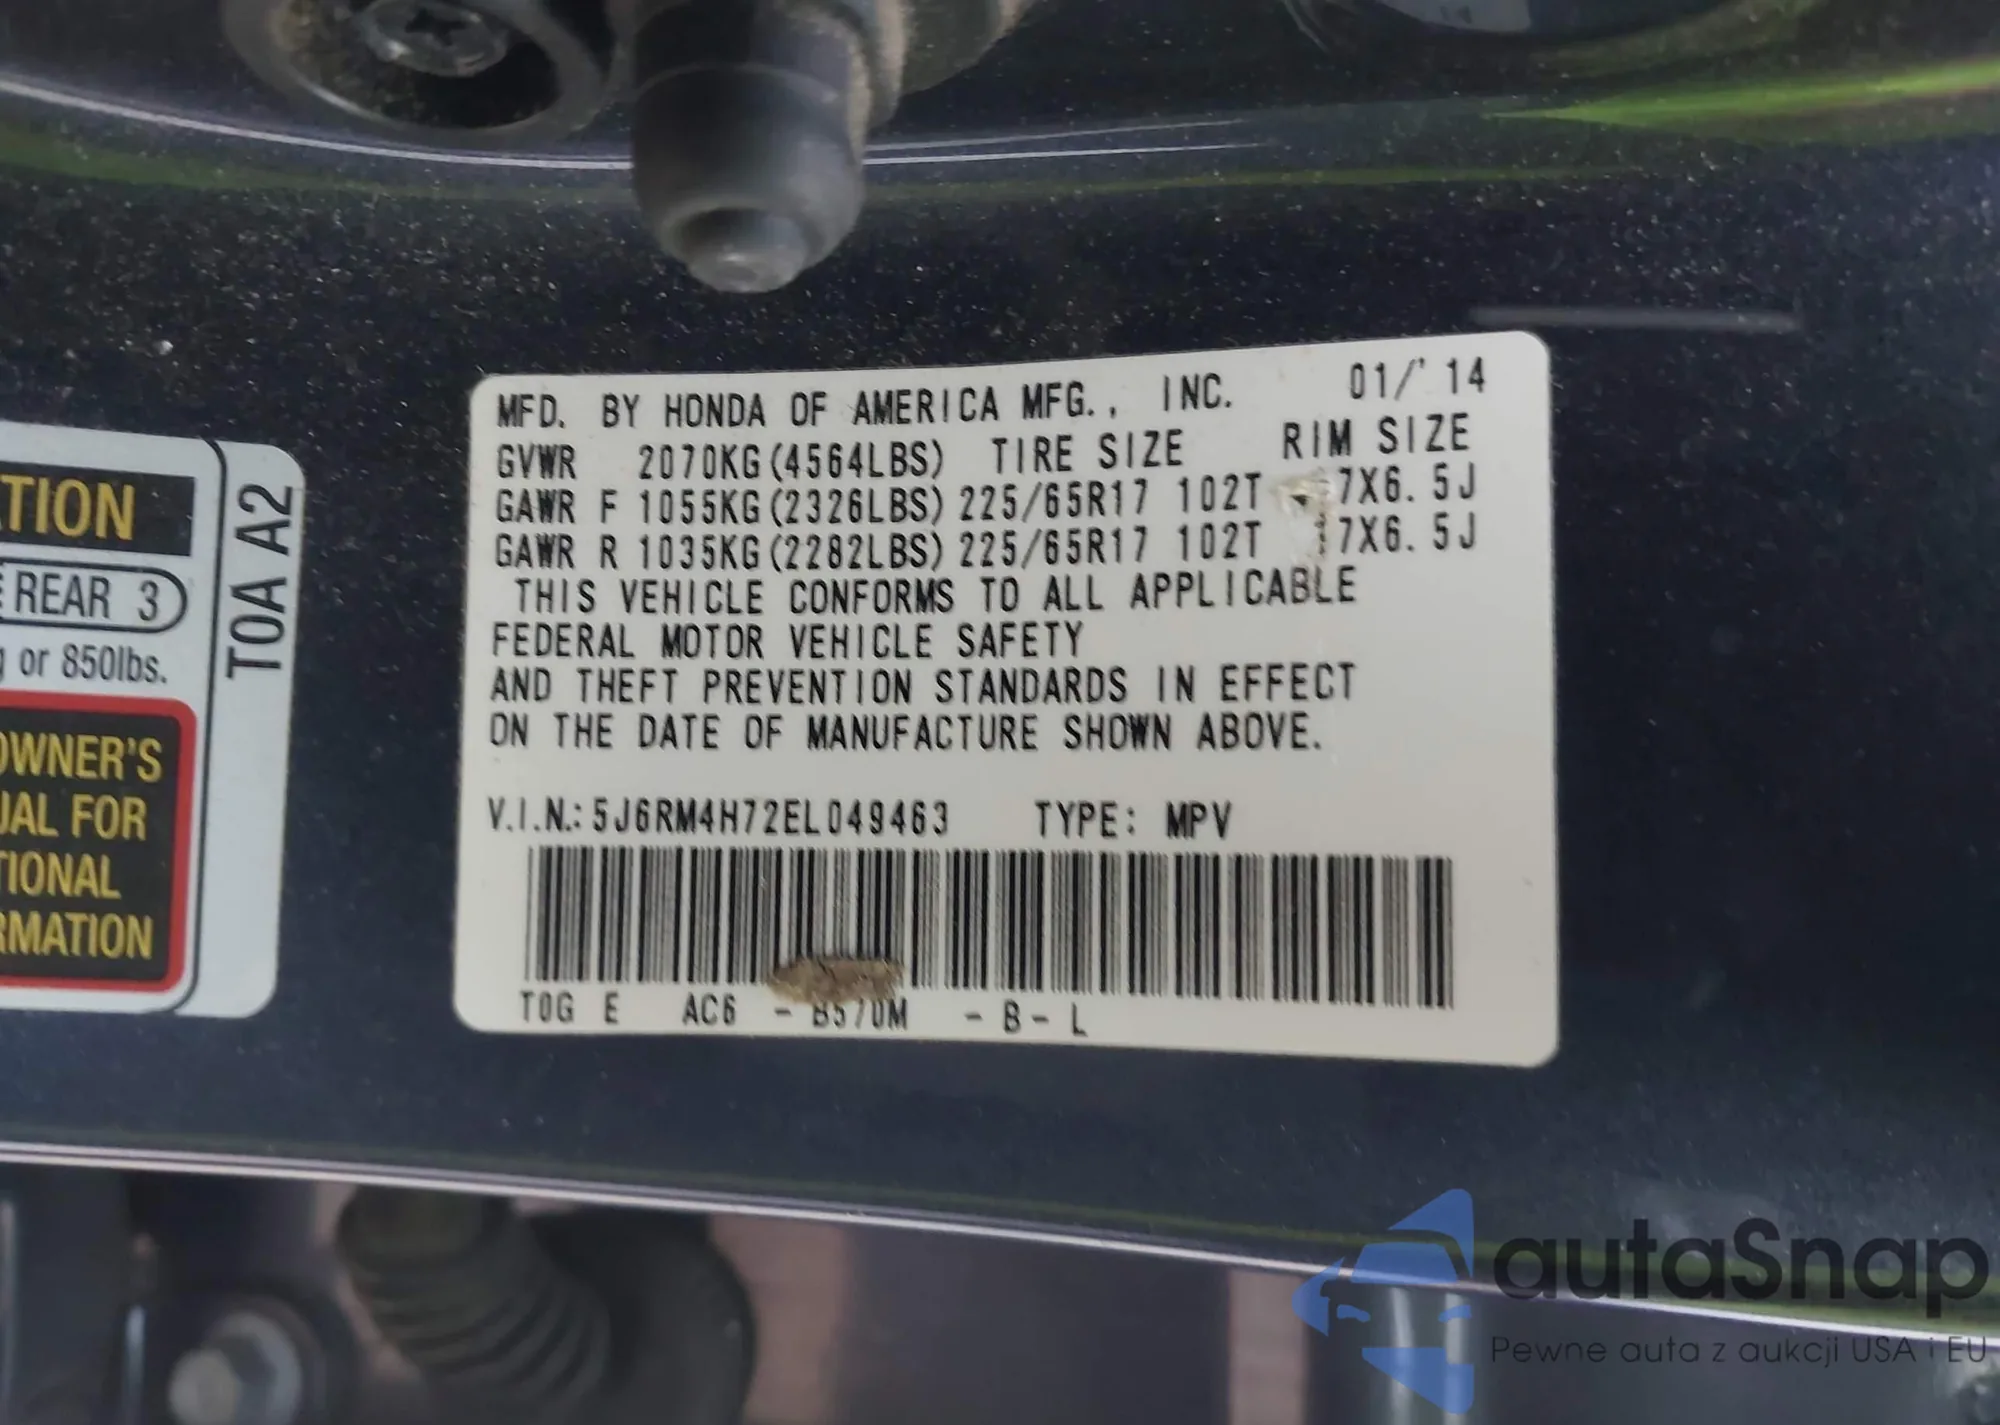 TION
REAR 3
or 850lbs.
OWNER'S
UAL FOR
TIONAL
RMATION
T0A A2
MFD. BY HONDA OF AMERICA MFG., INC. 01/'14
GVWR 2070KG(4564LBS) TIRE SIZE RIM SIZE
GAWR F 1055KG(2326LBS) 225/65R17 102T 7X6.5J
GAWR R 1035KG(2282LBS) 225/65R17 102T 17X6.5J
THIS VEHICLE CONFORMS TO ALL APPLICABLE
FEDERAL MOTOR VEHICLE SAFETY
AND THEFT PREVENTION STANDARDS IN EFFECT
ON THE DATE OF MANUFACTURE SHOWN ABOVE.
V.I.N.: 5J6RM4H72EL049463 TYPE: MPV
T0G E AC6 - B570M - B - L
autaSnap
Pewne auta z aukcji USA i EU